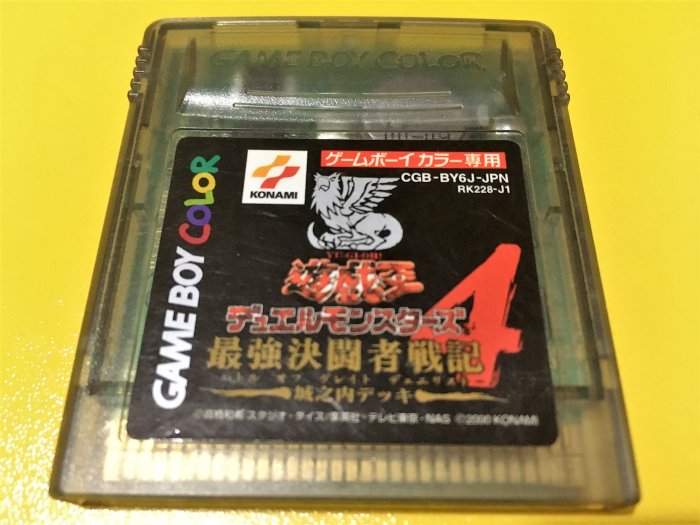 GAME BOY COLOR
GAME BOY COLOR
KONAMI
ゲームボーイカラー専用
CGB-BY6J-JPN
RK228-J1
YU-GI-OH!
遊戯王
デュエルモンスターズ 4
最強決闘者戦記
バトル オブ グレイト デュエリスト
城之内デッキ
©高橋和希 スタジオ・ダイス/集英社・テレビ東京・NAS ©2000 KONAMI